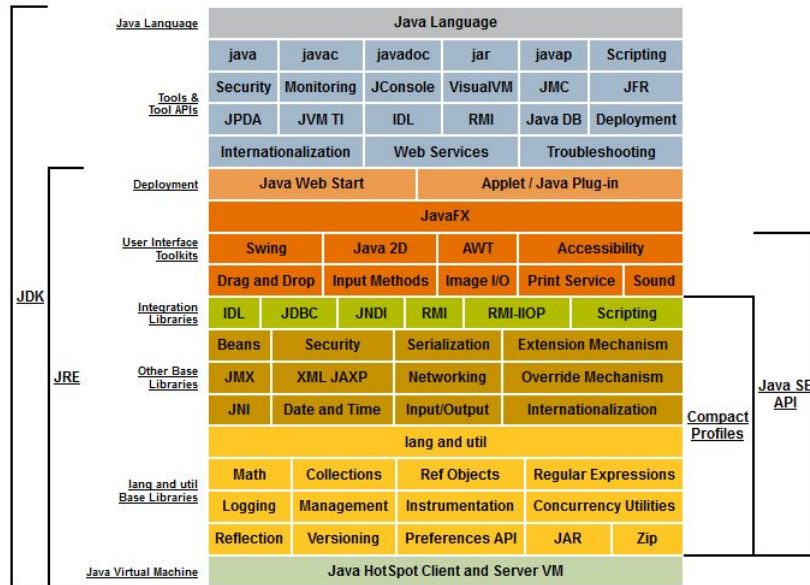 Java Language Java Language
java javac javadoc jar javap Scripting
Security Monitoring JConsole VisualVM JMC JFR
Tools &
Tool APIs
JPDA JVM TI IDL RMI Java DB Deployment
Internationalization Web Services Troubleshooting
Deployment Java Web Start Applet / Java Plug-in
JavaFX
User Interface
Toolkits
Swing Java 2D AWT Accessibility
Drag and Drop Input Methods Image I/O Print Service Sound
JDK
Integration
Libraries
IDL JDBC JNDI RMI RMI-IIOP Scripting
Beans Security Serialization Extension Mechanism
JRE
Other Base
Libraries
JMX XML JAXP Networking Override Mechanism
Java SE
API
JNI Date and Time Input/Output Internationalization
Compact
Profiles
lang and util
Math Collections Ref Objects Regular Expressions
lang and util
Base Libraries
Logging Management Instrumentation Concurrency Utilities
Reflection Versioning Preferences API JAR Zip
Java Virtual Machine Java HotSpot Client and Server VM